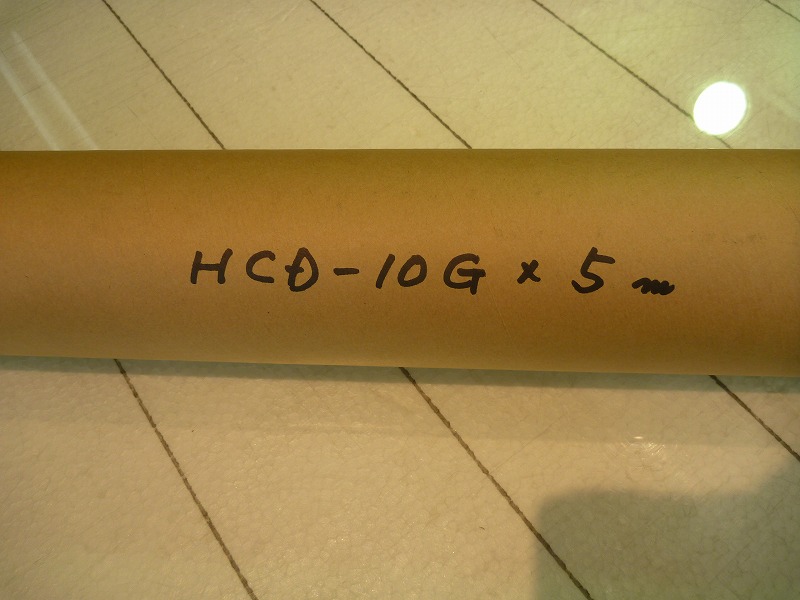 HCD-10G × 5m